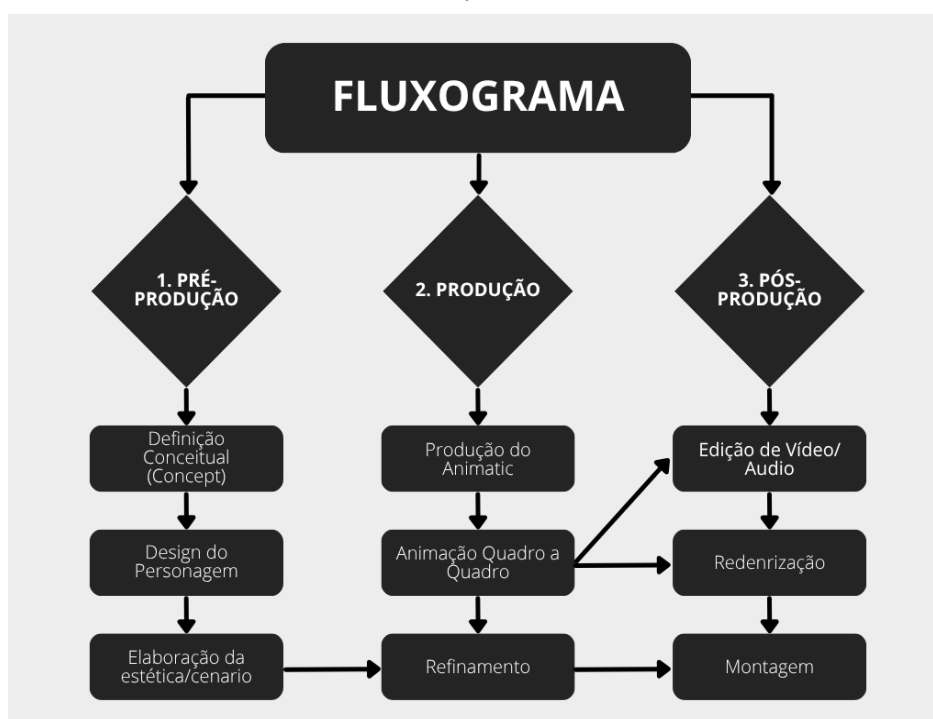 FLUXOGRAMA
1. PRÉ-
PRODUÇÃO
2. PRODUÇÃO
3. PÓS-
PRODUÇÃO
Definição
Conceitual
(Concept)
Produção do
Animatic
Edição de Vídeo/
Audio
Design do
Personagem
Animação Quadro a
Quadro
Redenrização
Elaboração da
estética/cenario
Refinamento
Montagem